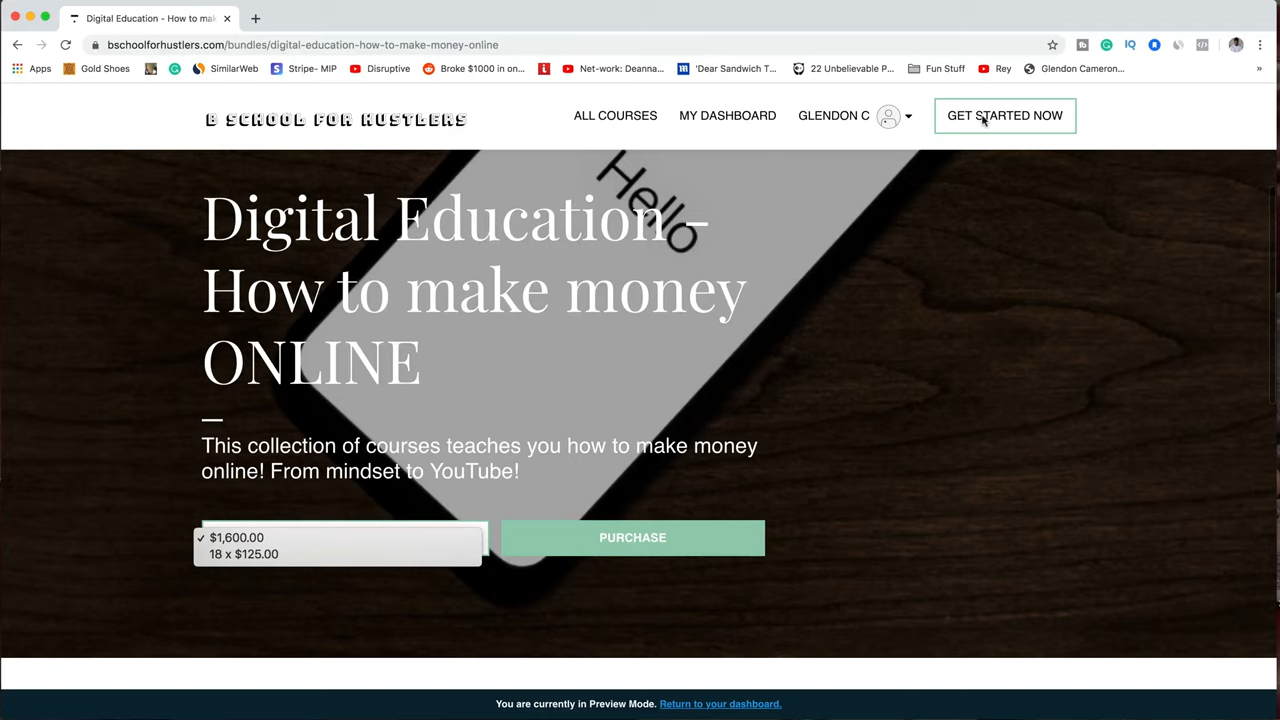 Digital Education - How to mak
bschoolforhustlers.com/bundles/digital-education-how-to-make-money-online
Apps
Gold Shoes
SimilarWeb
Stripe- MIP
Disruptive
Broke $1000 in on...
Net-work: Deanna...
'Dear Sandwich T...
22 Unbelievable P...
Fun Stuff
Rey
Glendon Cameron...
»
B SCHOOL FOR HUSTLERS
ALL COURSES
MY DASHBOARD
GLENDON C
GET STARTED NOW
Hello
Digital Education -
How to make money
ONLINE
This collection of courses teaches you how to make money
online! From mindset to YouTube!
✓ $1,600.00
18 x $125.00
PURCHASE
You are currently in Preview Mode. Return to your dashboard.